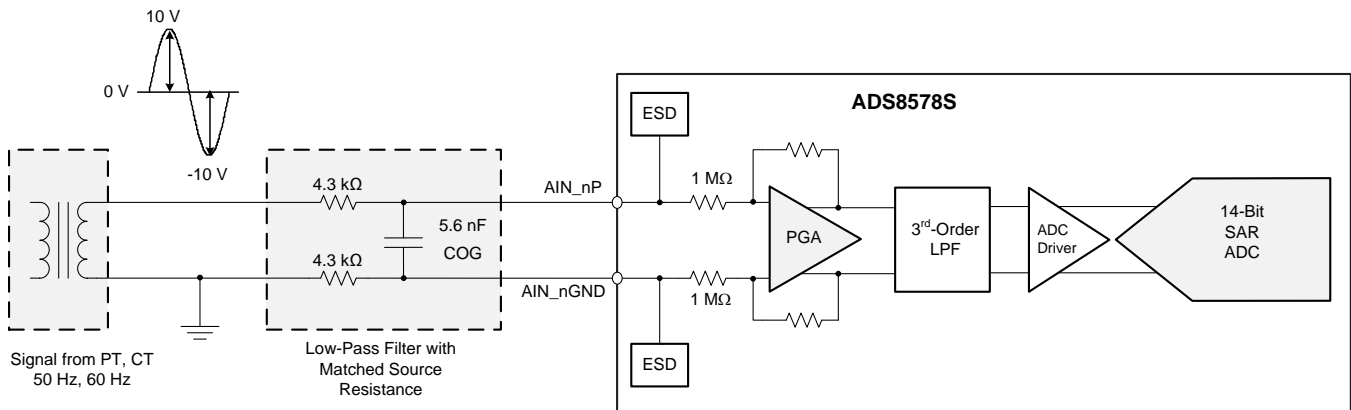 10 V
0 V
-10 V
Signal from PT, CT
50 Hz, 60 Hz
4.3 kΩ
4.3 kΩ
5.6 nF
COG
Low-Pass Filter with
Matched Source
Resistance
AIN_nP
AIN_nGND
ADS8578S
ESD
ESD
1 MΩ
1 MΩ
PGA
3rd-Order
LPF
ADC
Driver
14-Bit
SAR
ADC